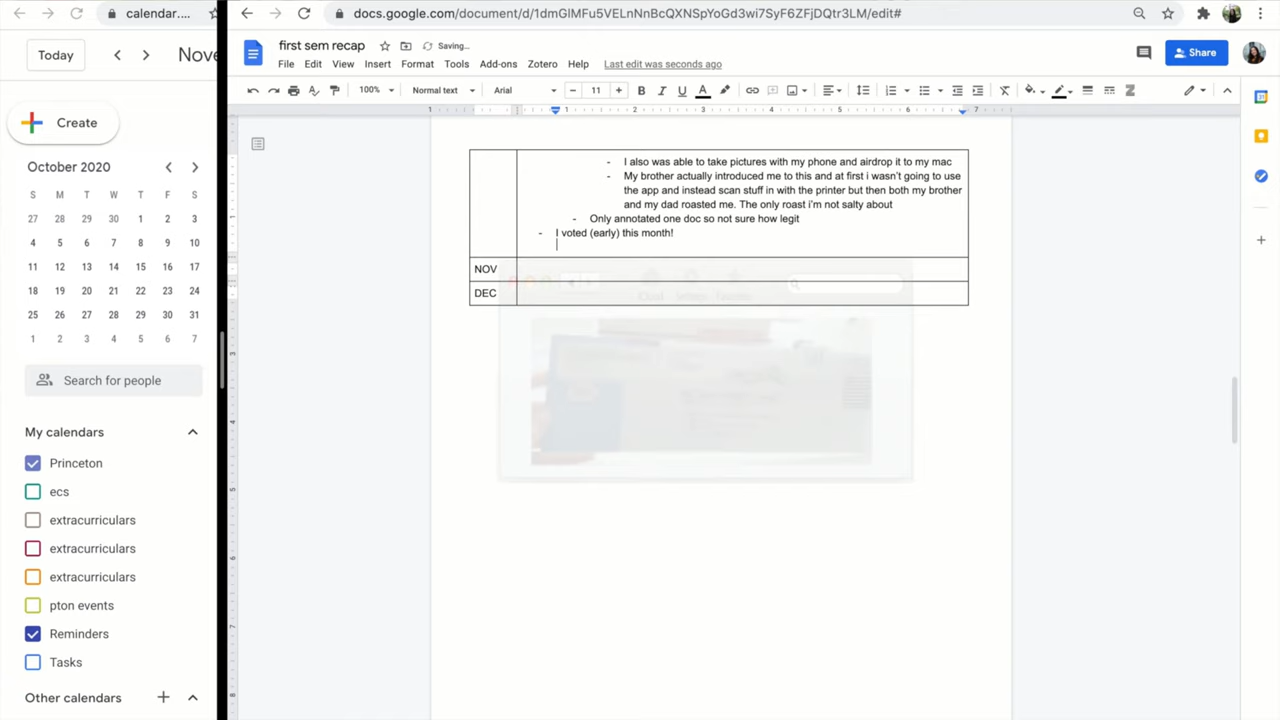 calendar....
Today
Nove
Create
October 2020
S M T W T F S
27 28 29 30 1 2 3
4 5 6 7 8 9 10
11 12 13 14 15 16 17
18 19 20 21 22 23 24
25 26 27 28 29 30 31
1 2 3 4 5 6 7
Search for people
My calendars
Princeton
ecs
extracurriculars
extracurriculars
extracurriculars
pton events
Reminders
Tasks
Other calendars
first sem recap
Saving...
File Edit View Insert Format Tools Add-ons Zotero Help Last edit was seconds ago
Share
100% Normal text Arial 11
1 1 2 3 4 5 6 7
- I also was able to take pictures with my phone and airdrop it to my mac
- My brother actually introduced me to this and at first i wasn't going to use
the app and instead scan stuff in with the printer but then both my brother
and my dad roasted me. The only roast i'm not salty about
- Only annotated one doc so not sure how legit
- I voted (early) this month!
NOV
DEC